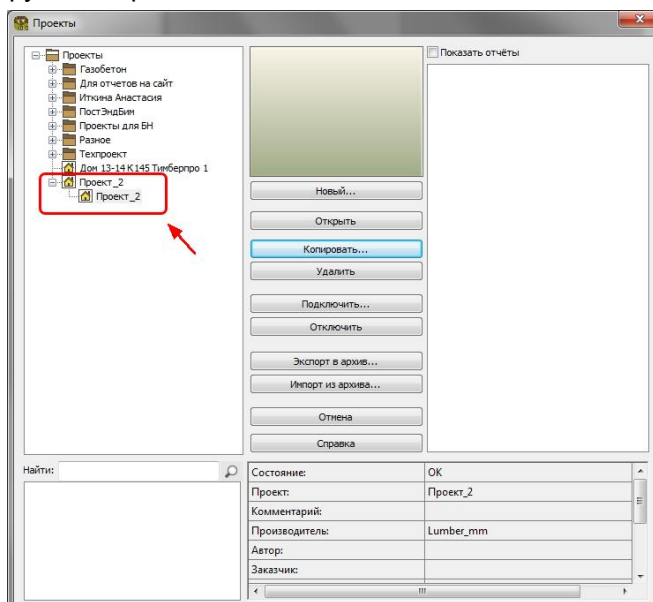 Проекты
Проекты
Газобетон
Для отчетов на сайт
Иткина Анастасия
ПостЭндБим
Проекты для БН
Разное
Техпроект
Дом 13-14 К145 Тимберпро 1
Проект_2
Проект_2
Новый...
Открыть
Копировать...
Удалить
Подключить...
Отключить
Экспорт в архив...
Импорт из архива...
Отмена
Справка
Показать отчёты
Найти:
Состояние: ОК
Проект: Проект_2
Комментарий:
Производитель: Lumber_mm
Автор:
Заказчик: